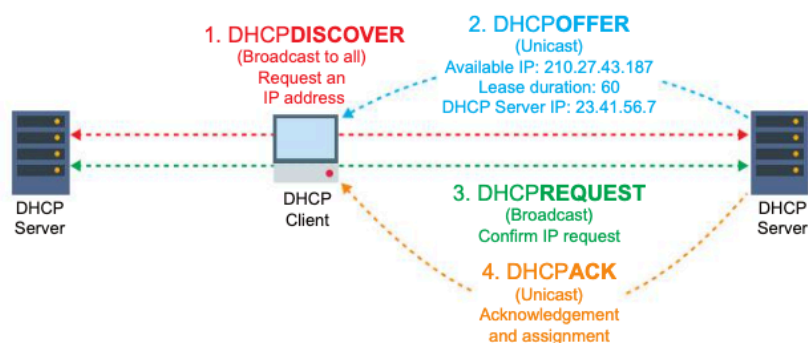 1. DHCPDISCOVER
(Broadcast to all)
Request an
IP address
2. DHCPOFFER
(Unicast)
Available IP: 210.27.43.187
Lease duration: 60
DHCP Server IP: 23.41.56.7
DHCP
Server
DHCP
Client
DHCP
Server
3. DHCPREQUEST
(Broadcast)
Confirm IP request
4. DHCPACK
(Unicast)
Acknowledgement
and assignment